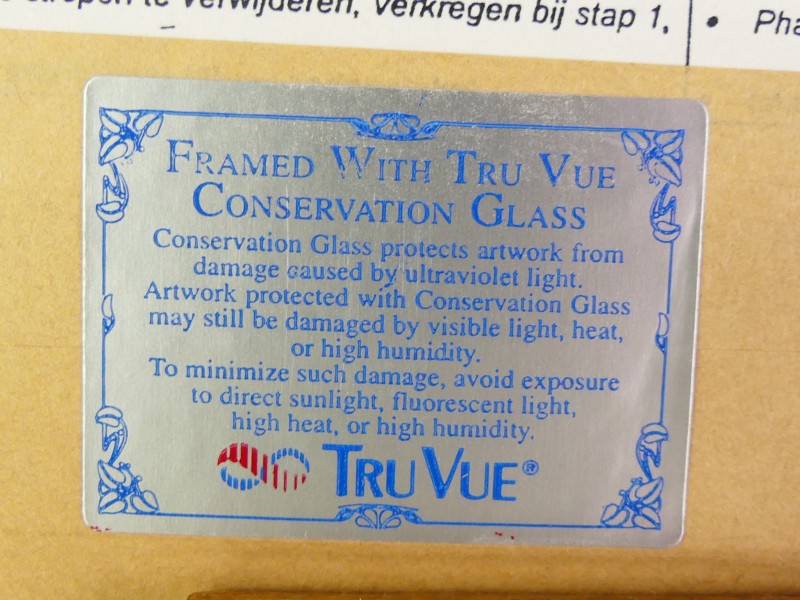 te verwijderen, verkregen bij stap 1.
• Pha
FRAMED WITH TRU VUE
CONSERVATION GLASS
Conservation Glass protects artwork from
damage caused by ultraviolet light.
Artwork protected with Conservation Glass
may still be damaged by visible light, heat,
or high humidity.
To minimize such damage, avoid exposure
to direct sunlight, fluorescent light,
high heat, or high humidity.
TRU VUE®